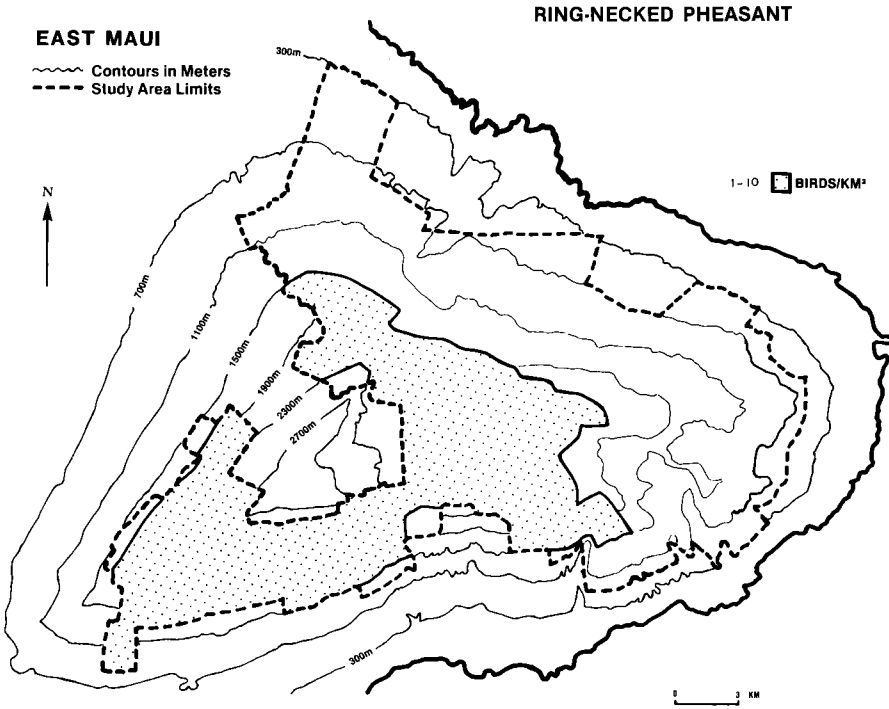 RING-NECKED PHEASANT
EAST MAUI
Contours in Meters
Study Area Limits
300m
N
1-10 BIRDS/KM²
700m
1100m
1500m
1900m
2300m
2700m
300m
0 3 KM